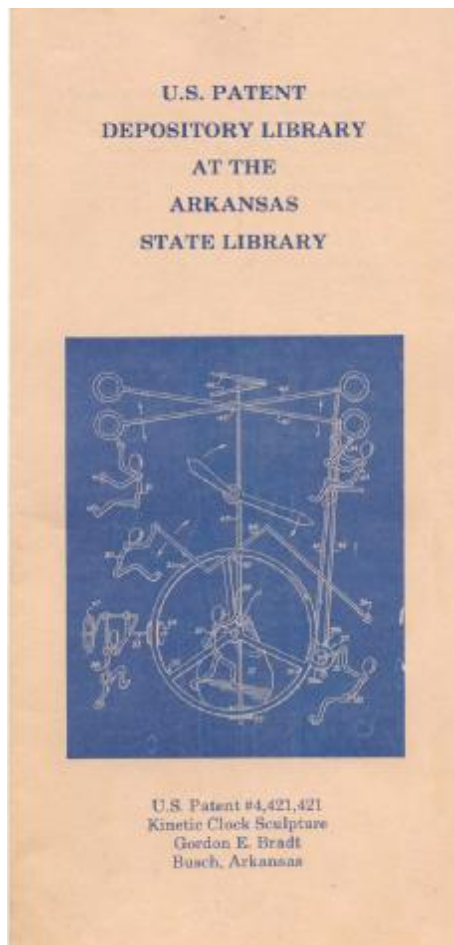 U.S. PATENT
DEPOSITORY LIBRARY
AT THE
ARKANSAS
STATE LIBRARY
U.S. Patent #4,421,421
Kinetic Clock Sculpture
Gordon E. Bradt
Busch, Arkansas